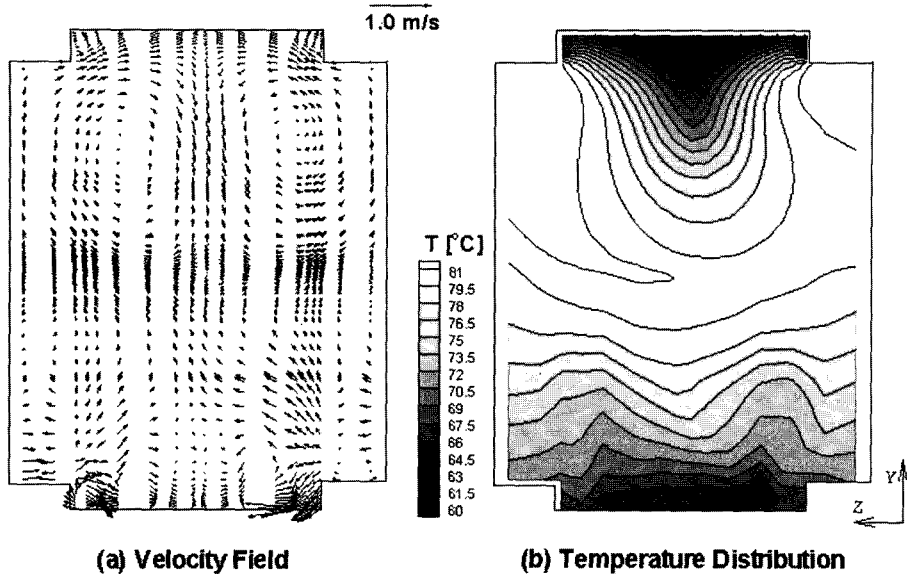 1.0 m/s
T [°C]
81
79.5
78
76.5
75
73.5
72
70.5
69
67.5
66
64.5
63
61.5
60
Y
Z
(a) Velocity Field
(b) Temperature Distribution